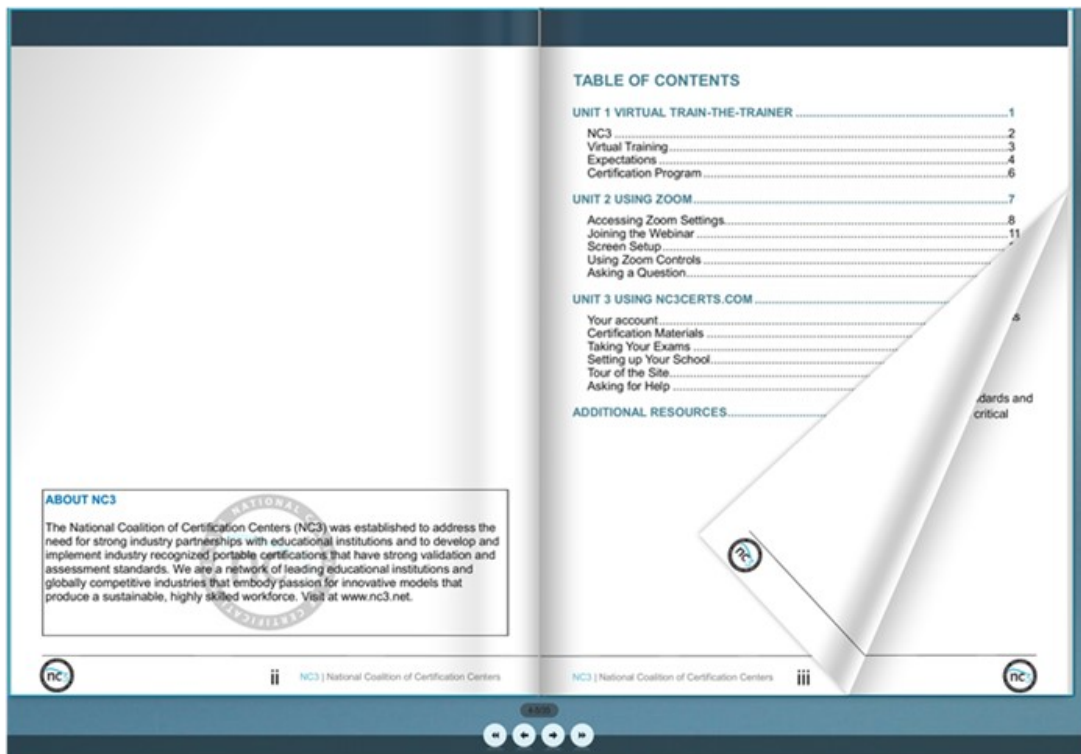 ABOUT NC3
The National Coalition of Certification Centers (NC3) was established to address the
need for strong industry partnerships with educational institutions and to develop and
implement industry recognized portable certifications that have strong validation and
assessment standards. We are a network of leading educational institutions and
globally competitive industries that embody passion for innovative models that
produce a sustainable, highly skilled workforce. Visit at www.nc3.net.
nc3
ii NC3 | National Coalition of Certification Centers
TABLE OF CONTENTS
UNIT 1 VIRTUAL TRAIN-THE-TRAINER 1
NC3 2
Virtual Training 3
Expectations 4
Certification Program 6
UNIT 2 USING ZOOM 7
Accessing Zoom Settings 8
Joining the Webinar 11
Screen Setup
Using Zoom Controls
Asking a Question
UNIT 3 USING NC3CERTS.COM
Your account
Certification Materials
Taking Your Exams
Setting up Your School
Tour of the Site
Asking for Help
ADDITIONAL RESOURCES
critical
NC3 | National Coalition of Certification Centers iii
nc3